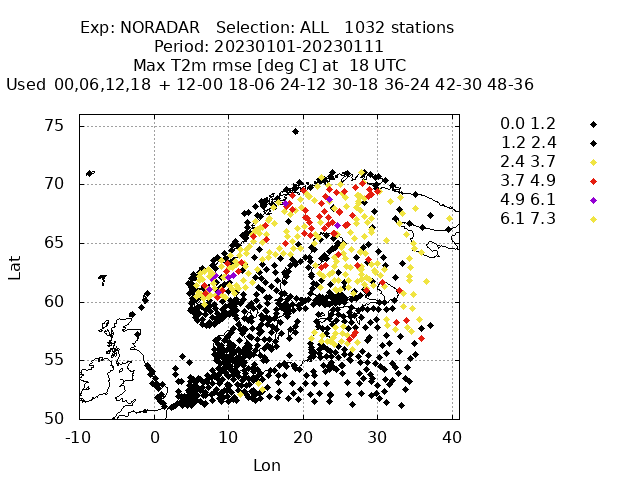 Exp: NORADAR   Selection: ALL   1032 stations
Period: 20230101-20230111
Max T2m rmse [deg C] at  18 UTC
Used  00,06,12,18  + 12-00 18-06 24-12 30-18 36-24 42-30 48-36
0.0 1.2
1.2 2.4
2.4 3.7
3.7 4.9
4.9 6.1
6.1 7.3
75
70
65
60
55
50
Lat
-10 0 10 20 30 40
Lon